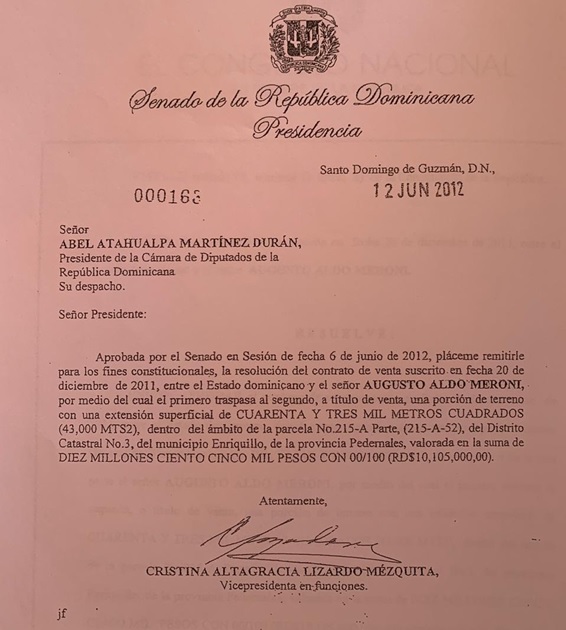 Senado de la República Dominicana
Presidencia
Santo Domingo de Guzmán, D.N.,
000163
12 JUN 2012
Señor
ABEL ATAHUALPA MARTÍNEZ DURÁN,
Presidente de la Cámara de Diputados de la
República Dominicana
Su despacho.
Señor Presidente:
Aprobada por el Senado en Sesión de fecha 6 de junio de 2012, pláceme remitirle
para los fines constitucionales, la resolución del contrato de venta suscrito en fecha 20 de
diciembre de 2011, entre el Estado dominicano y el señor AUGUSTO ALDO MERONI,
por medio del cual el primero traspasa al segundo, a título de venta, una porción de terreno
con una extensión superficial de CUARENTA Y TRES MIL METROS CUADRADOS
(43,000 MTS2), dentro del ámbito de la parcela No.215-A Parte, (215-A-52), del Distrito
Catastral No.3, del municipio Enriquillo, de la provincia Pedernales, valorada en la suma de
DIEZ MILLONES CIENTO CINCO MIL PESOS CON 00/100 (RD$10,105,000,00).
Atentamente,
CRISTINA ALTAGRACIA LIZARDO MÉZQUITA,
Vicepresidenta en funciones.
jf